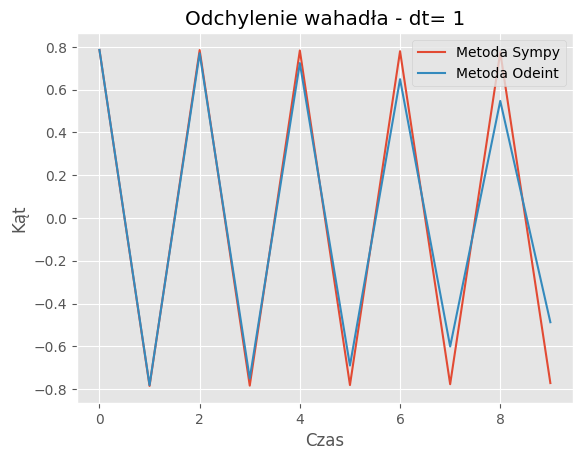 Odchylenie wahadła - dt= 1
Metoda Sympy
Metoda Odeint
Kąt
0.8
0.6
0.4
0.2
0.0
−0.2
−0.4
−0.6
−0.8
0 2 4 6 8
Czas